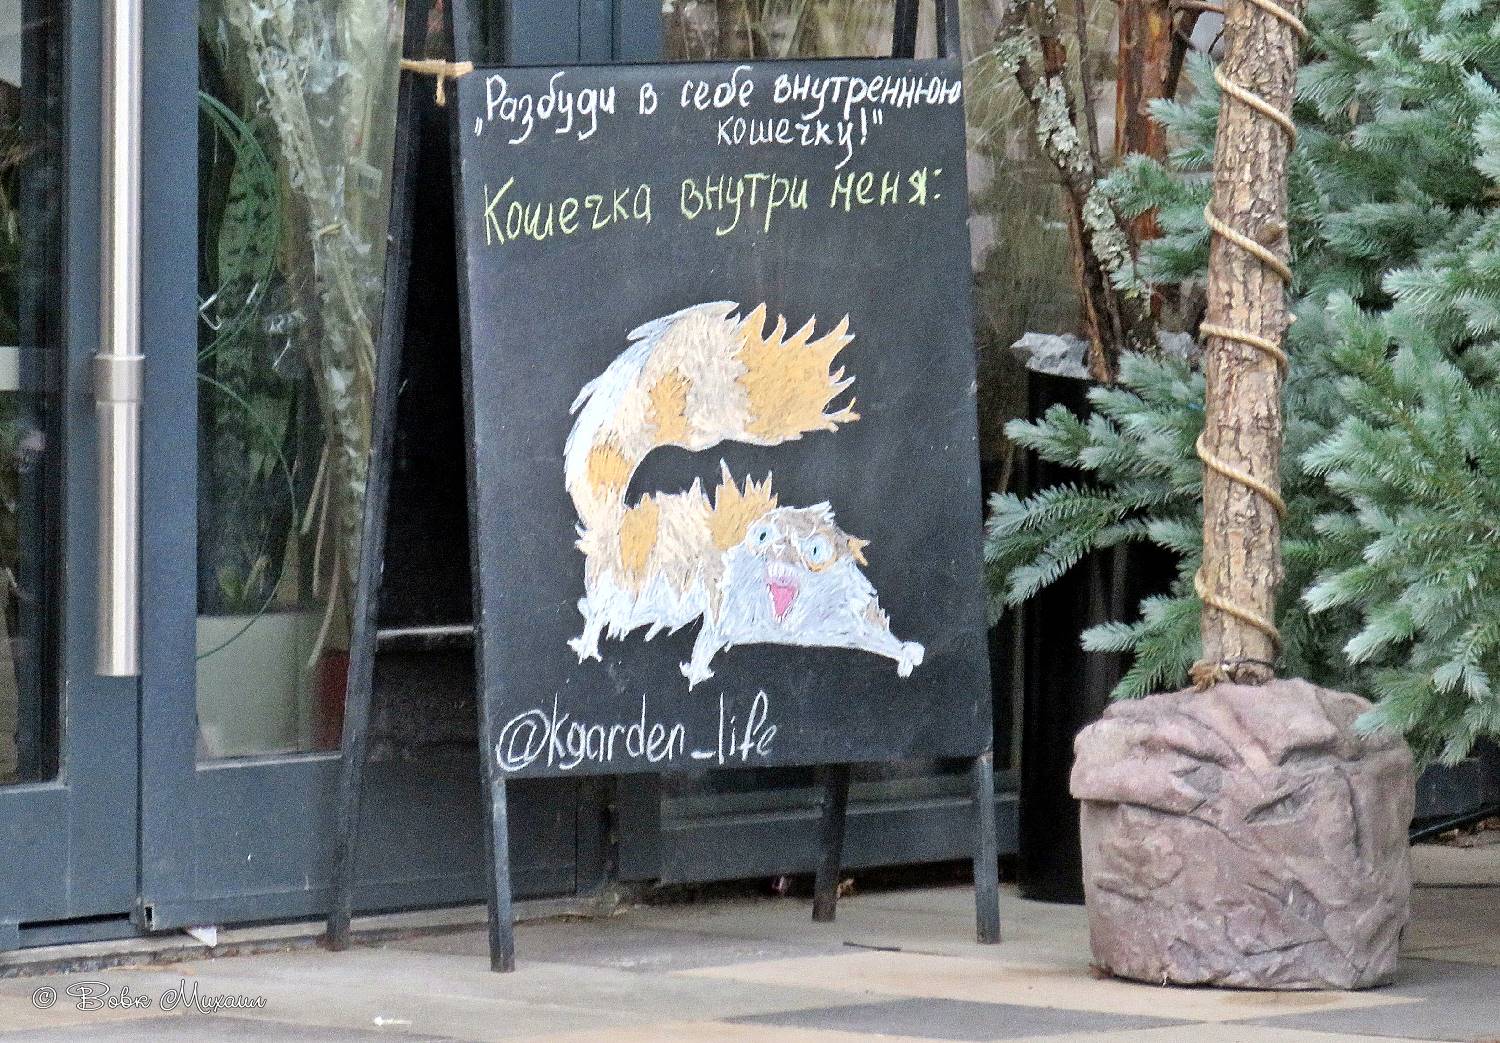 „Разбуди в себе внутреннюю
кошечку!"
Кошечка внутри меня:
@kgarden_life
© Вовк Михаил